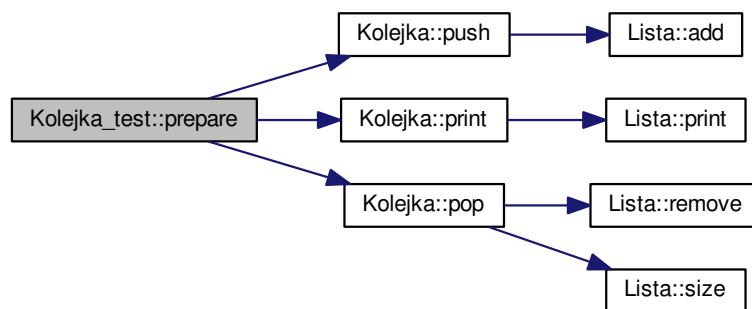 Kolejka::push
Lista::add
Kolejka_test::prepare
Kolejka::print
Lista::print
Kolejka::pop
Lista::remove
Lista::size